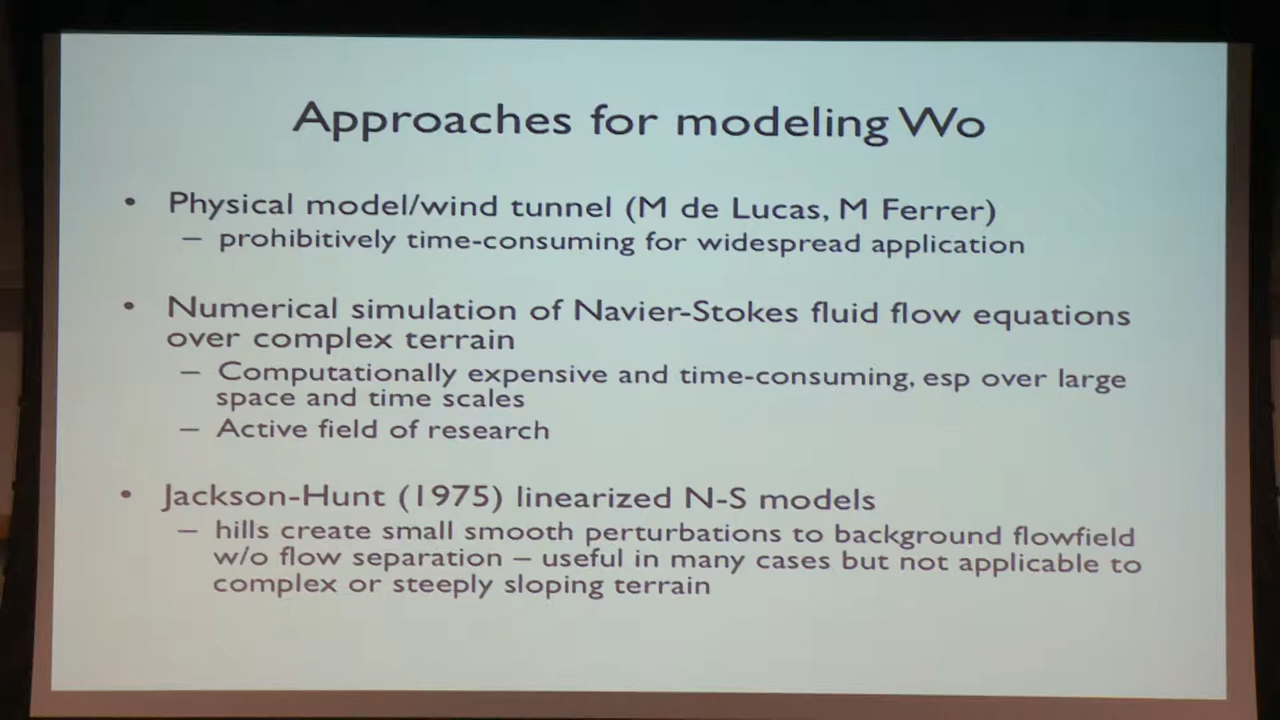 Approaches for modeling Wo
• Physical model/wind tunnel (M de Lucas, M Ferrer)
– prohibitively time-consuming for widespread application
• Numerical simulation of Navier-Stokes fluid flow equations
over complex terrain
– Computationally expensive and time-consuming, esp over large
space and time scales
– Active field of research
• Jackson-Hunt (1975) linearized N-S models
– hills create small smooth perturbations to background flowfield
w/o flow separation – useful in many cases but not applicable to
complex or steeply sloping terrain